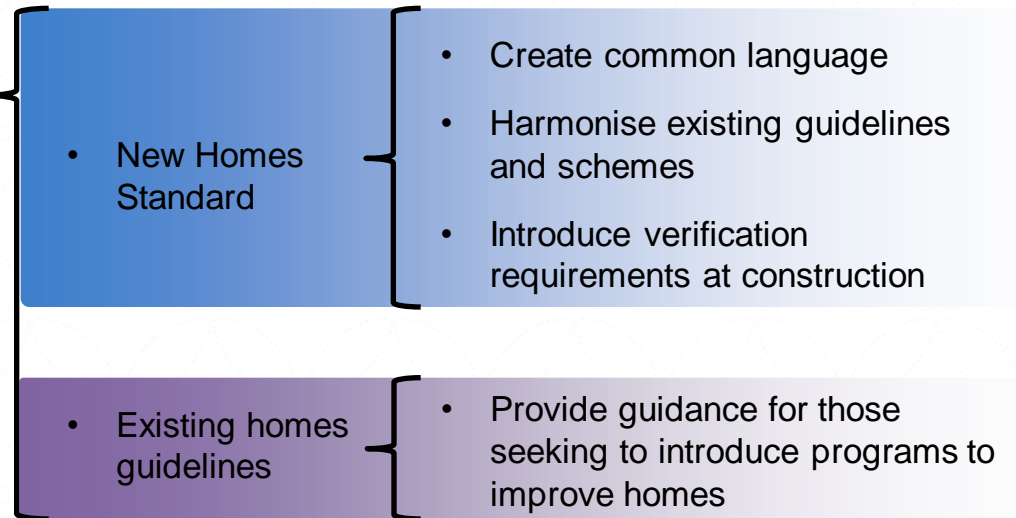 • New Homes
Standard
• Create common language
• Harmonise existing guidelines
and schemes
• Introduce verification
requirements at construction
• Existing homes
guidelines
• Provide guidance for those
seeking to introduce programs to
improve homes